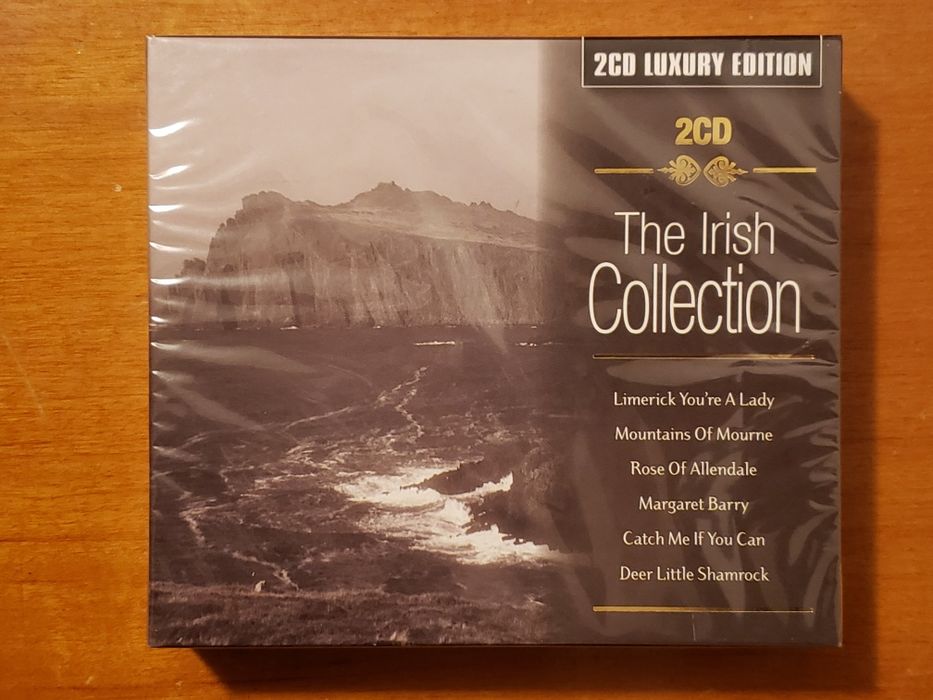 2CD LUXURY EDITION
2CD
The Irish
Collection
Limerick You're A Lady
Mountains Of Mourne
Rose Of Allendale
Margaret Barry
Catch Me If You Can
Deer Little Shamrock